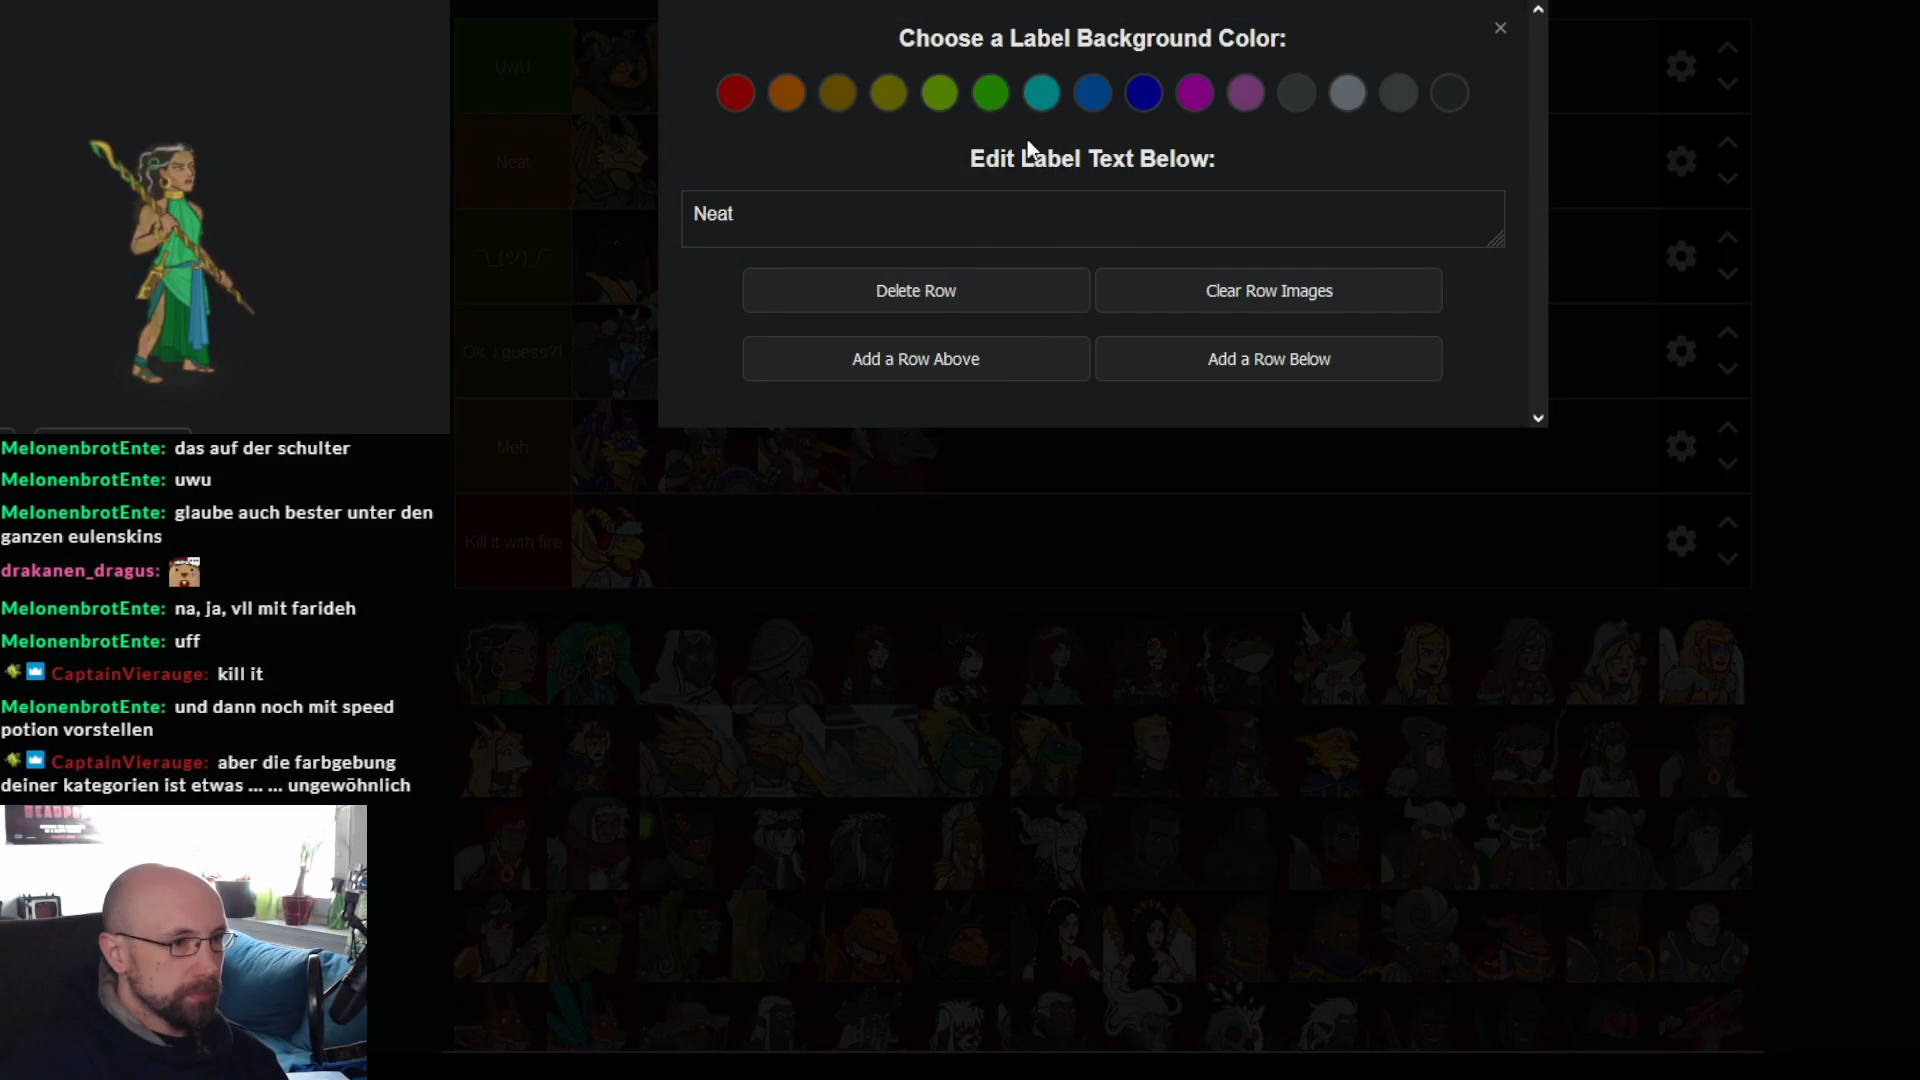 Choose a Label Background Color:
×
UwU
Neat
Edit Label Text Below:
Neat
¯\_(ツ)_/¯
Delete Row
Clear Row Images
Ok, I guess?!
Add a Row Above
Add a Row Below
Meh
Kill it with fire
MelonenbrotEnte: das auf der schulter
MelonenbrotEnte: uwu
MelonenbrotEnte: glaube auch bester unter den
ganzen eulenskins
drakanen_dragus:
MelonenbrotEnte: na, ja, vll mit farideh
MelonenbrotEnte: uff
CaptainVierauge: kill it
MelonenbrotEnte: und dann noch mit speed
potion vorstellen
CaptainVierauge: aber die farbgebung
deiner kategorien ist etwas ... ... ungewöhnlich